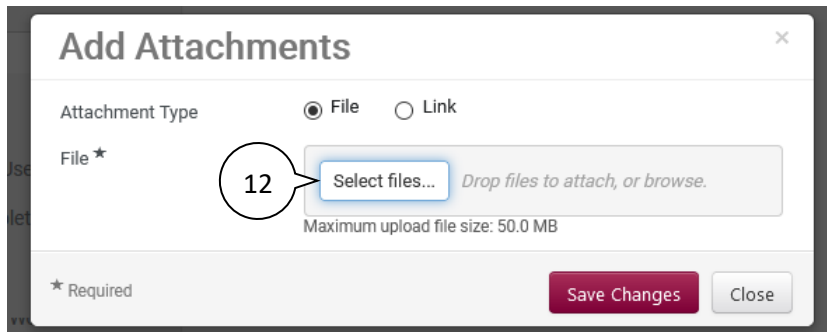 Add Attachments ×
Attachment Type File Link
File ★
12 Select files... Drop files to attach, or browse.
Maximum upload file size: 50.0 MB
★ Required
Save Changes Close